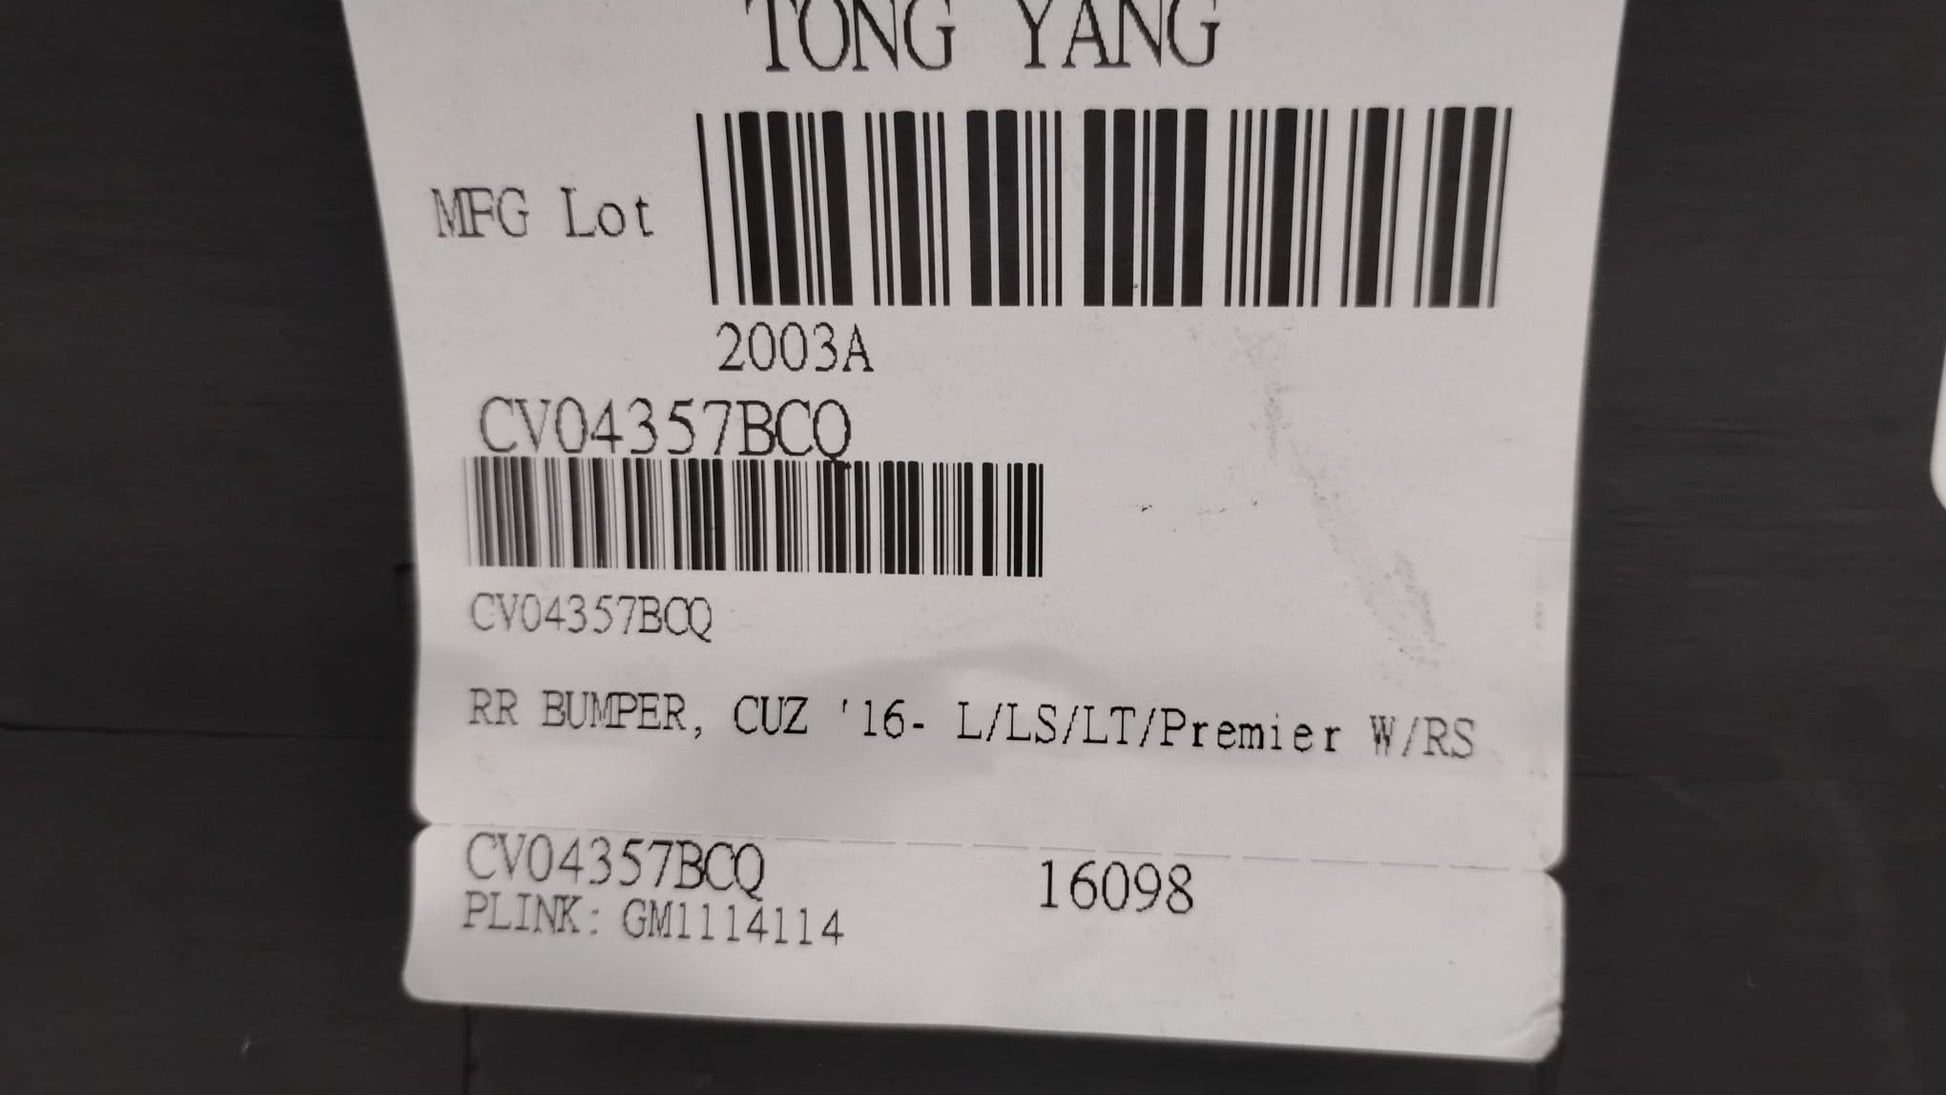 TONG YANG
MFG Lot
2003A
CV04357BCQ
CV04357BCQ
RR BUMPER, CUZ '16- L/LS/LT/Premier W/RS
CV04357BCQ 16098
PLINK: GM1114114